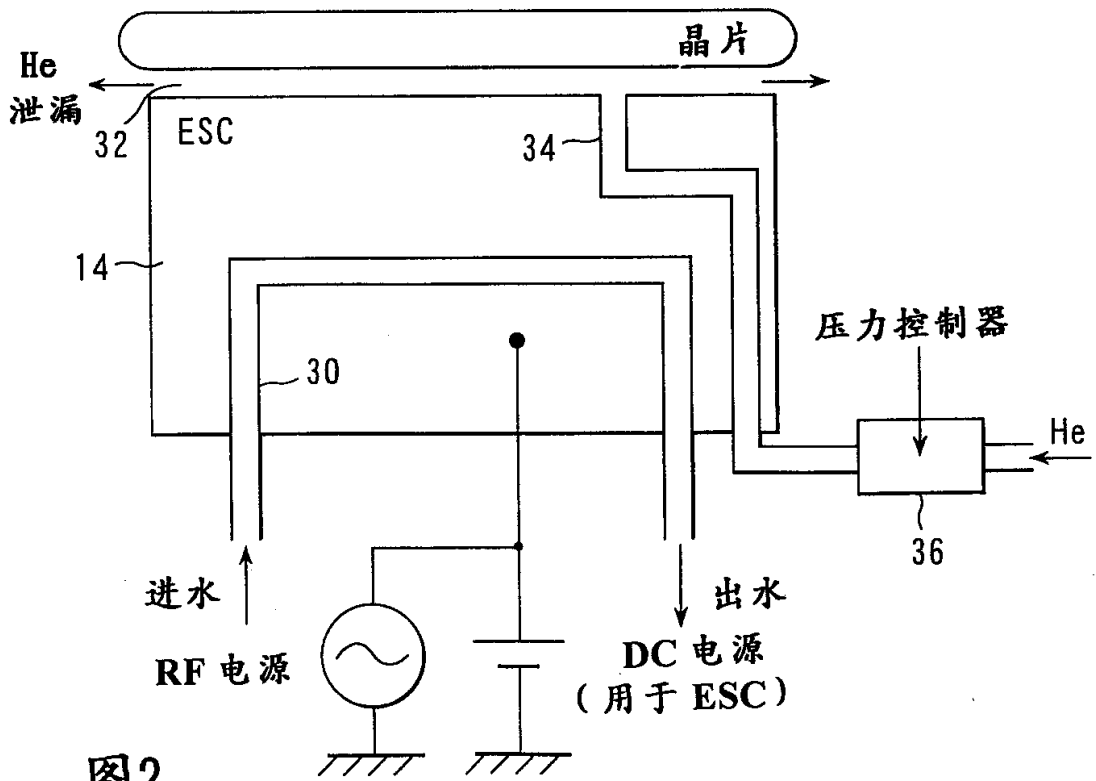 晶片
He
泄漏
32
ESC
34
14
压力控制器
30
He
36
进水
出水
RF 电源
DC 电源
(用于 ESC)
图2